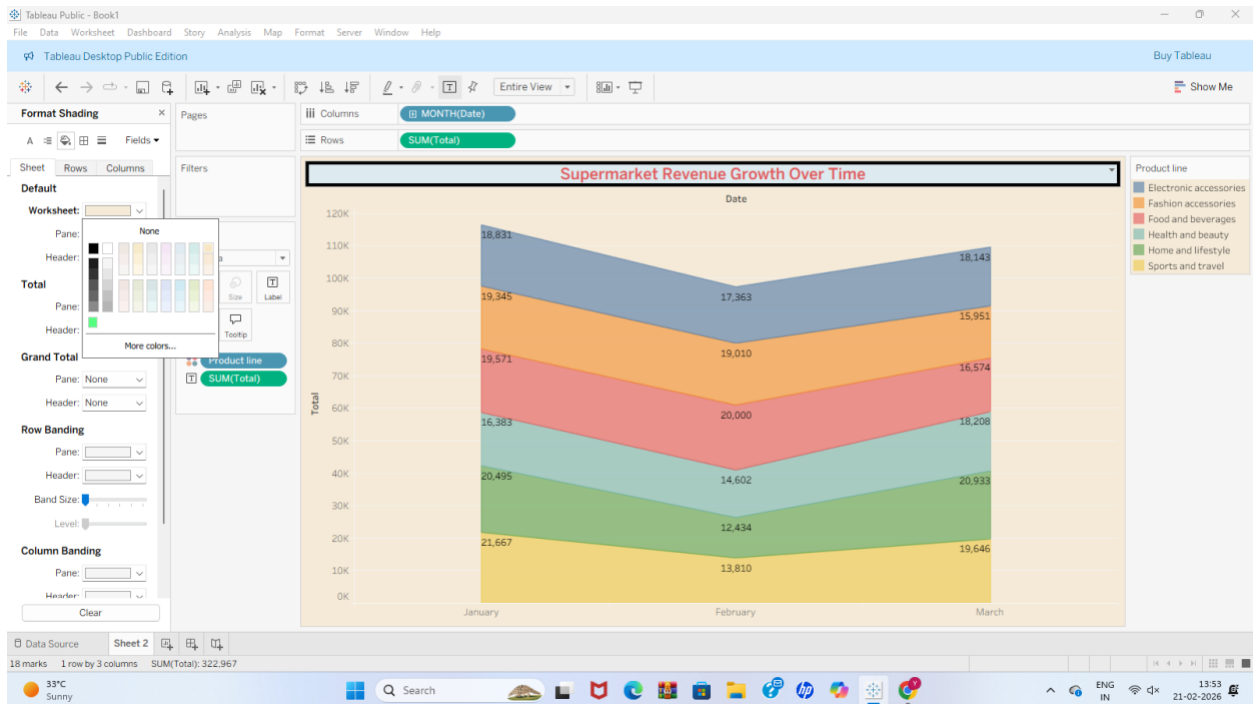 Tableau Public - Book1
File Data Worksheet Dashboard Story Analysis Map Format Server Window Help
Tableau Desktop Public Edition
Buy Tableau
Entire View
Show Me
Format Shading
Fields
Sheet Rows Columns
Default
Worksheet:
Pane:
Header:
None
More colors...
Total
Pane:
Header:
Grand Total
Pane: None
Header: None
Row Banding
Pane:
Header:
Band Size:
Level:
Column Banding
Pane:
Header:
Clear
Pages
Filters
Size
Label
Tooltip
Product line
SUM(Total)
Columns
MONTH(Date)
Rows
SUM(Total)
Supermarket Revenue Growth Over Time
Date
Total
120K
110K
100K
90K
80K
70K
60K
50K
40K
30K
20K
10K
0K
18,831
19,345
19,571
16,383
20,495
21,667
17,363
19,010
20,000
14,602
12,434
13,810
18,143
15,951
16,574
18,208
20,933
19,646
January
February
March
Product line
Electronic accessories
Fashion accessories
Food and beverages
Health and beauty
Home and lifestyle
Sports and travel
Data Source
Sheet 2
18 marks 1 row by 3 columns SUM(Total): 322,967
33°C
Sunny
Search
ENG
IN
13:53
21-02-2026